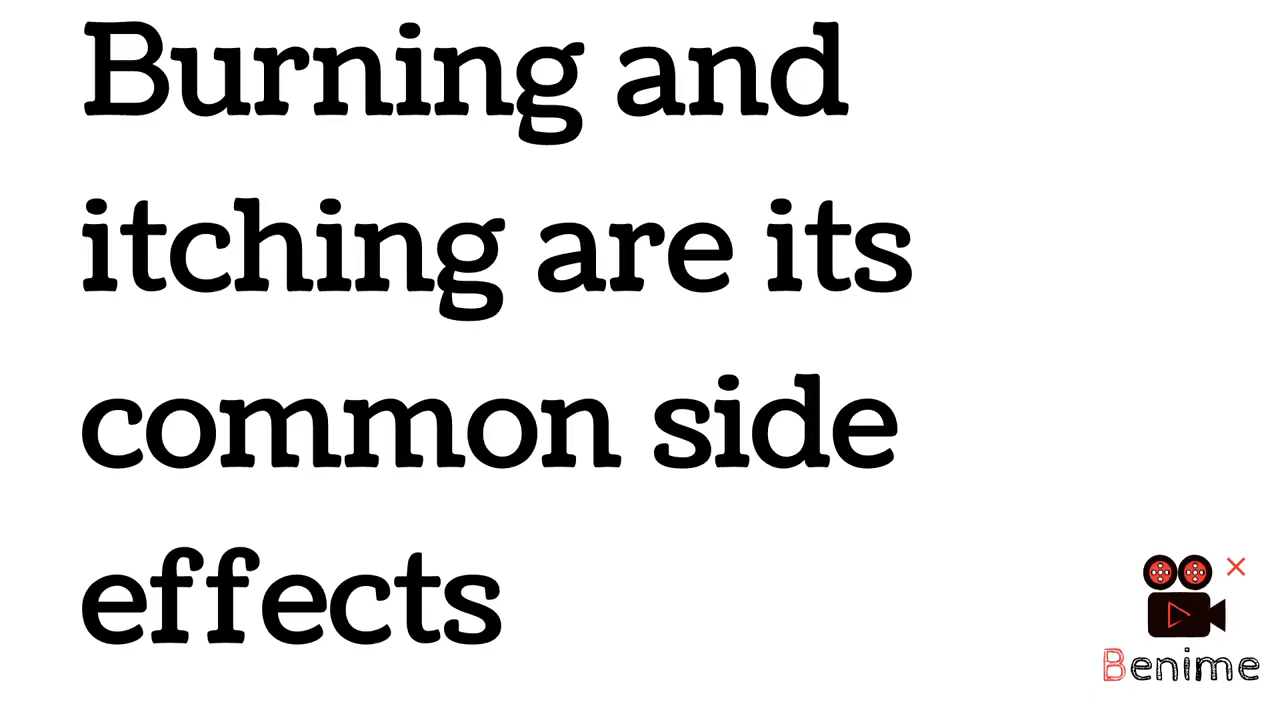 Burning and
itching are its
common side
effects
Benime